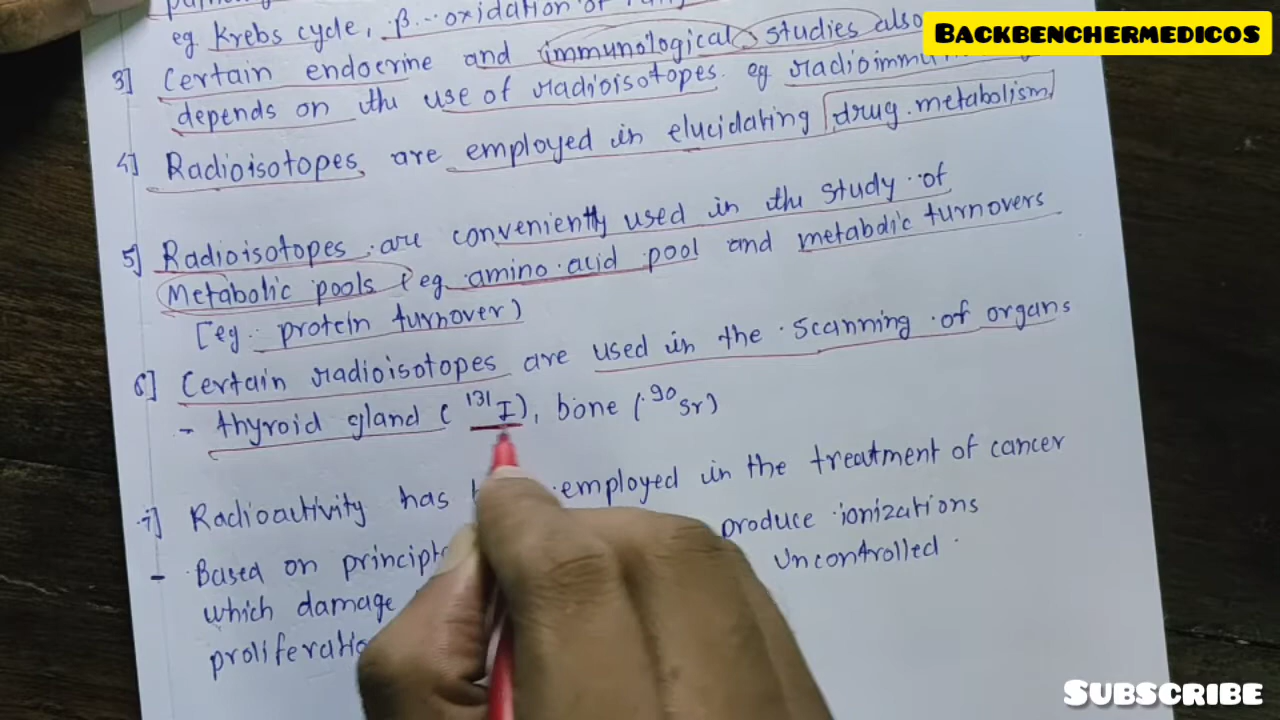 eg Krebs cycle, β-oxidation of
BACKBENCHERMEDICOS
3] Certain endocrine and immunological studies also
depends on the use of radioisotopes. eg
4] Radioisotopes are employed in elucidating drug metabolism
5] Radioisotopes are conveniently used in the study of
Metabolic pools (eg amino acid pool and metabolic turnovers
[eg. protein turnover)
6] Certain radioisotopes are used in the scanning of organs
- thyroid gland (¹³¹I), bone (⁹⁰Sr)
7] Radioactivity has employed in the treatment of cancer
- Based on produce ionizations
which damage Uncontrolled
SUBSCRIBE